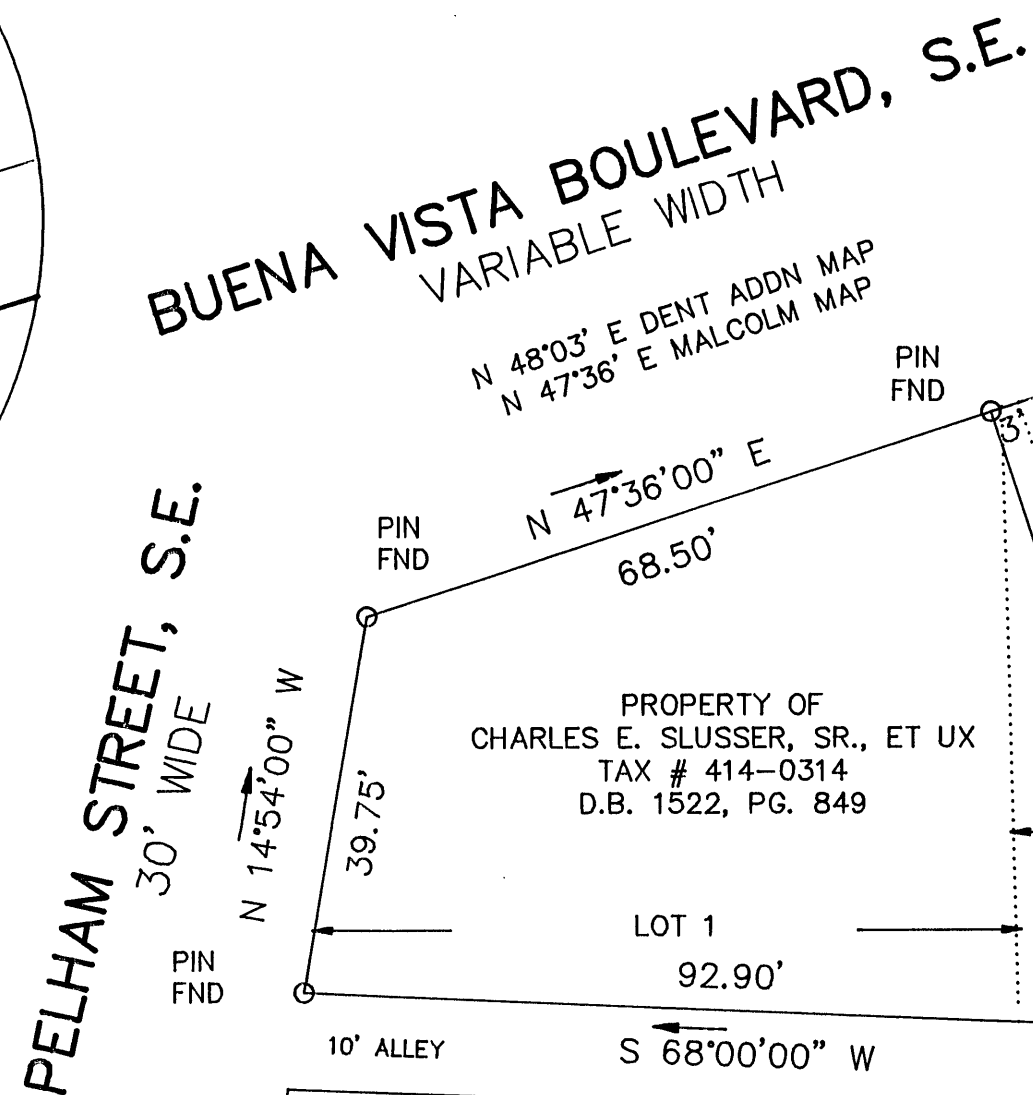 BUENA VISTA BOULEVARD, S.E.
VARIABLE WIDTH
N 48°03' E DENT ADDN MAP
N 47°36' E MALCOLM MAP
PIN
FND
3'
N 47°36'00" E
68.50'
PIN
FND
PELHAM STREET, S.E.
30' WIDE
N 14°54'00" W
39.75'
PROPERTY OF
CHARLES E. SLUSSER, SR., ET UX
TAX # 414-0314
D.B. 1522, PG. 849
LOT 1
92.90'
PIN
FND
10' ALLEY
S 68°00'00" W